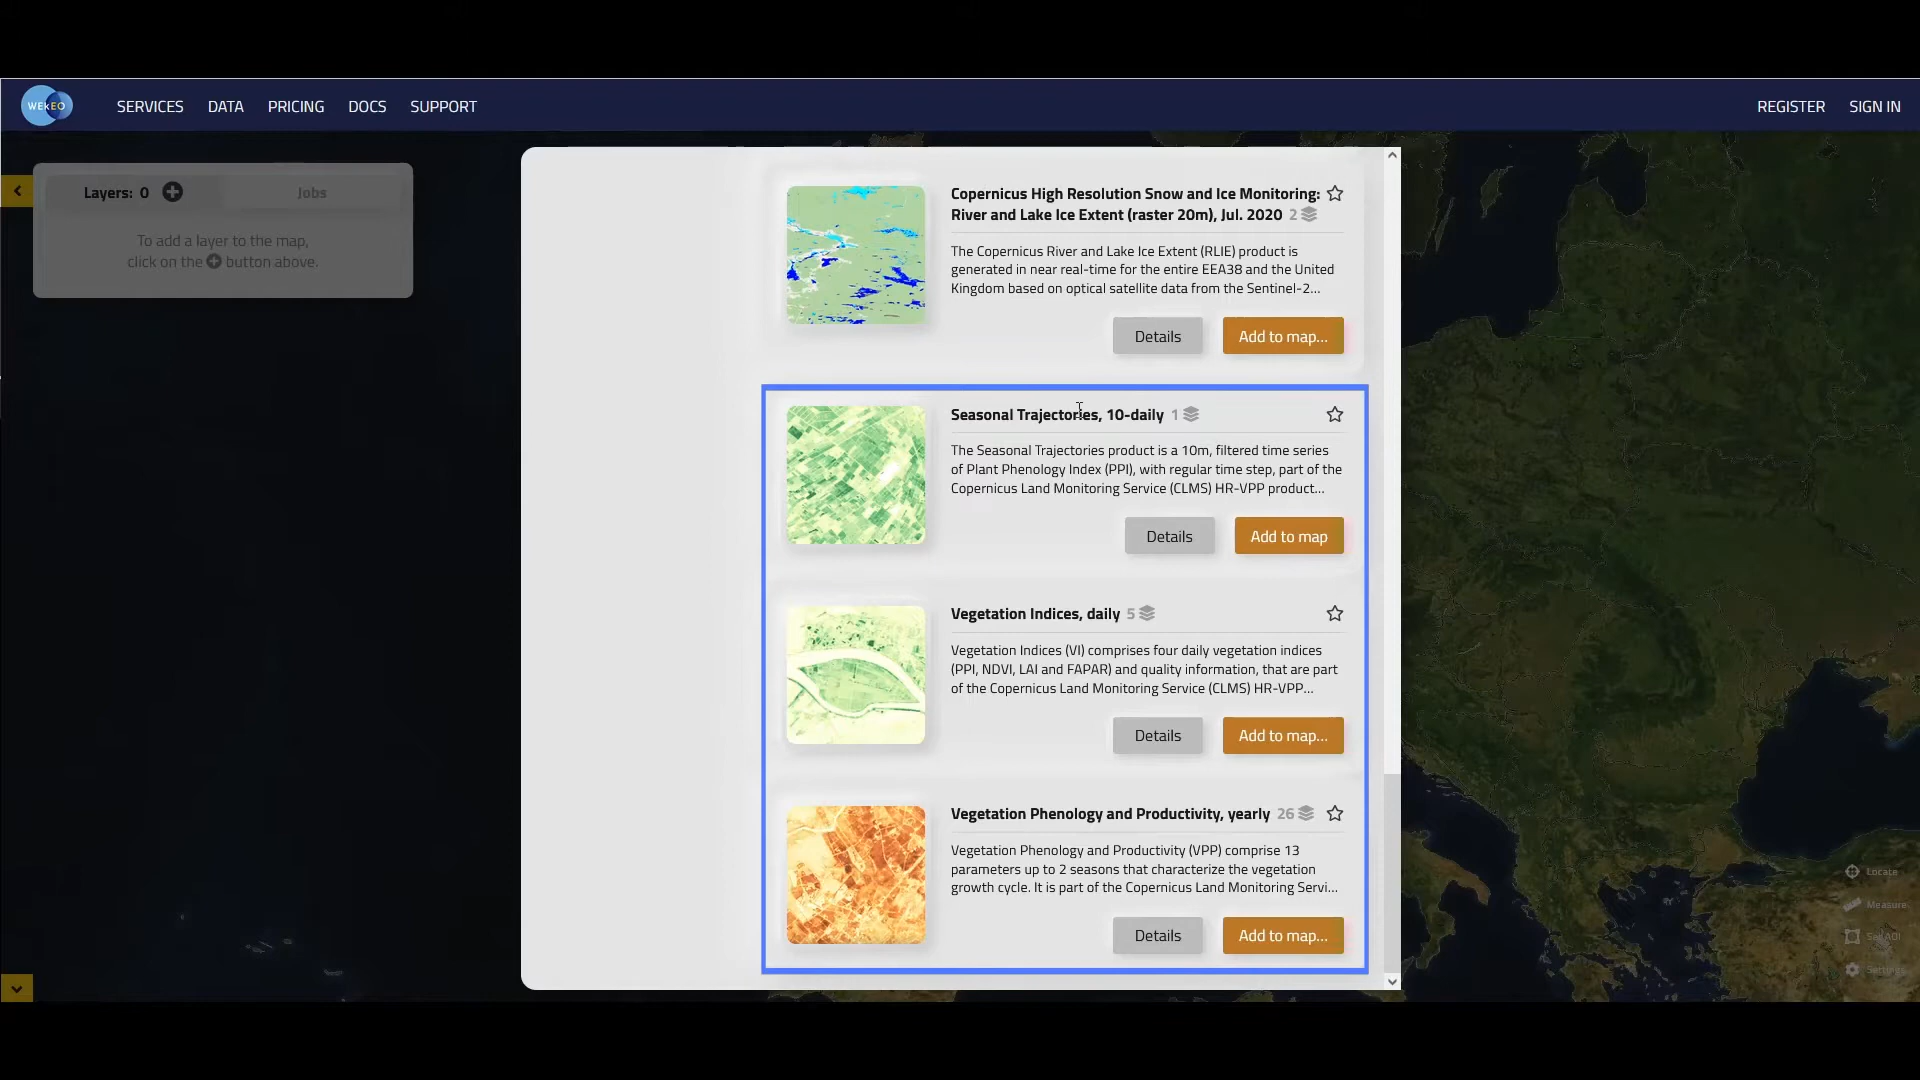 WEkEO
SERVICES DATA PRICING DOCS SUPPORT
REGISTER SIGN IN
Layers: 0
Jobs
To add a layer to the map,
click on the button above.
Copernicus High Resolution Snow and Ice Monitoring:
River and Lake Ice Extent (raster 20m), Jul. 2020 2
The Copernicus River and Lake Ice Extent (RLIE) product is
generated in near real-time for the entire EEA38 and the United
Kingdom based on optical satellite data from the Sentinel-2...
Details
Add to map...
Seasonal Trajectories, 10-daily 1
The Seasonal Trajectories product is a 10m, filtered time series
of Plant Phenology Index (PPI), with regular time step, part of the
Copernicus Land Monitoring Service (CLMS) HR-VPP product...
Details
Add to map
Vegetation Indices, daily 5
Vegetation Indices (VI) comprises four daily vegetation indices
(PPI, NDVI, LAI and FAPAR) and quality information, that are part
of the Copernicus Land Monitoring Service (CLMS) HR-VPP...
Details
Add to map...
Vegetation Phenology and Productivity, yearly 26
Vegetation Phenology and Productivity (VPP) comprise 13
parameters up to 2 seasons that characterize the vegetation
growth cycle. It is part of the Copernicus Land Monitoring Servi...
Details
Add to map...
Locate
Measure
Set AOI
Settings